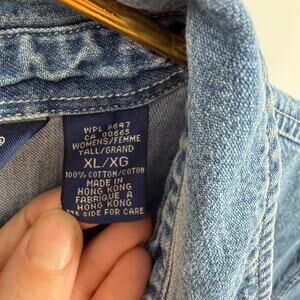 WPL 8647
CA 00665
WOMENS/FEMME
TALL/GRAND
XL/XG
100% COTTON/COTON
MADE IN
HONG KONG
FABRIQUE A
HONG KONG
SIDE FOR CARE